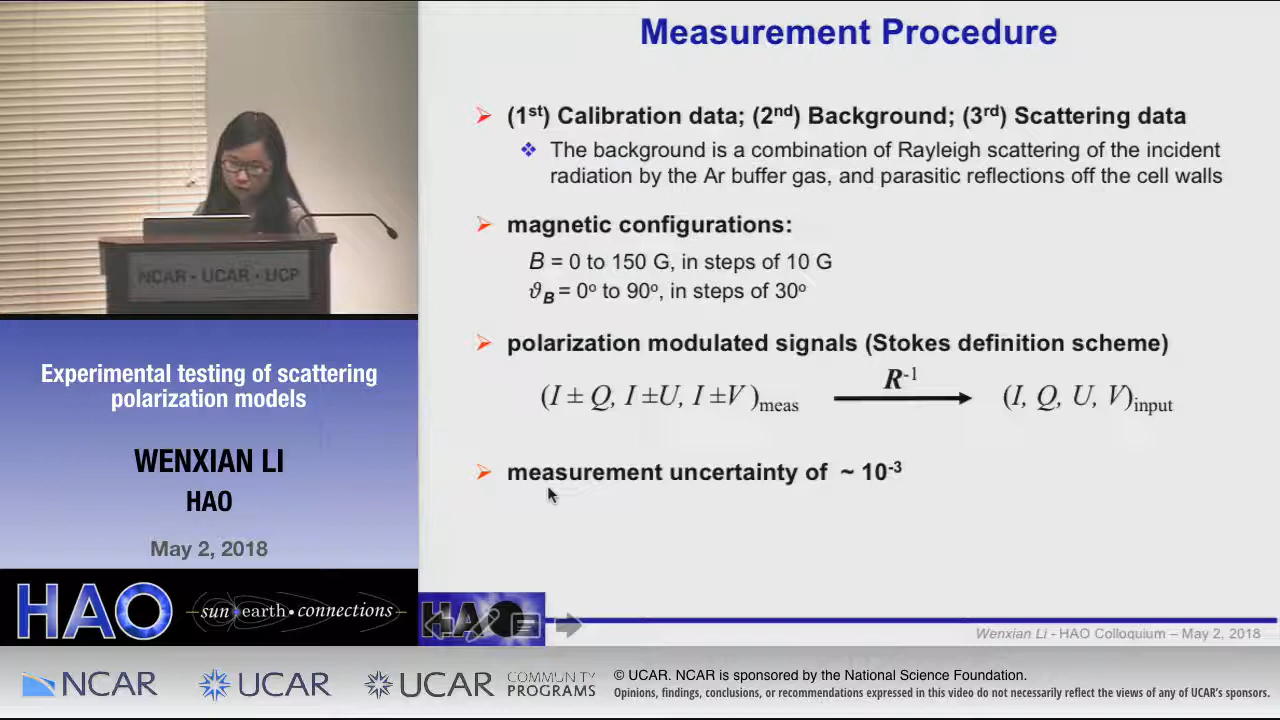 Measurement Procedure
➢ (1st) Calibration data; (2nd) Background; (3rd) Scattering data
❖ The background is a combination of Rayleigh scattering of the incident
radiation by the Ar buffer gas, and parasitic reflections off the cell walls
➢ magnetic configurations:
B = 0 to 150 G, in steps of 10 G
ϑB = 0o to 90o, in steps of 30o
➢ polarization modulated signals (Stokes definition scheme)
R-1
(I ± Q, I ±U, I ±V )meas
(I, Q, U, V)input
➢ measurement uncertainty of ~ 10-3
NCAR - UCAR - UCP
Experimental testing of scattering
polarization models
WENXIAN LI
HAO
May 2, 2018
HAO
sun•earth•connections
HAO
Wenxian Li - HAO Colloquium – May 2, 2018
NCAR
UCAR
UCAR
COMMUNITY
PROGRAMS
© UCAR. NCAR is sponsored by the National Science Foundation.
Opinions, findings, conclusions, or recommendations expressed in this video do not necessarily reflect the views of any of UCAR's sponsors.